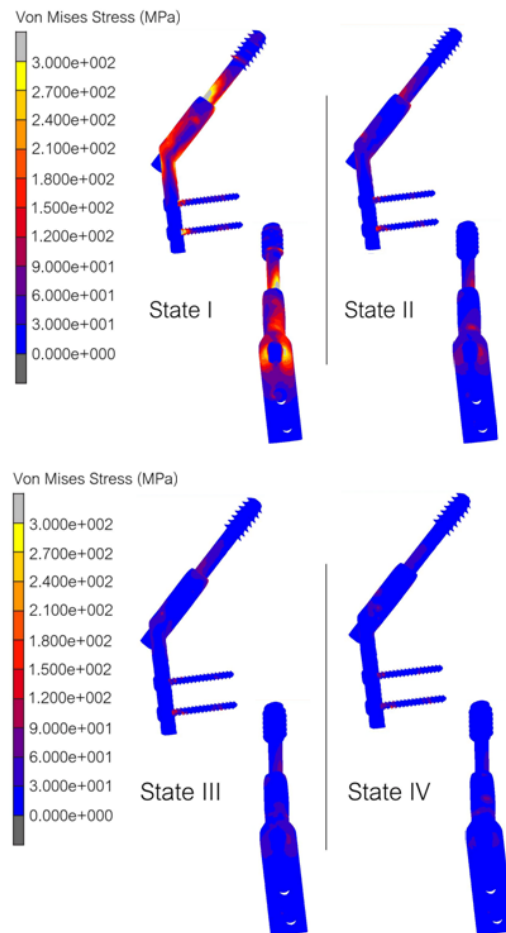 Von Mises Stress (MPa)
3.000e+002
2.700e+002
2.400e+002
2.100e+002
1.800e+002
1.500e+002
1.200e+002
9.000e+001
6.000e+001
3.000e+001
0.000e+000
State I
State II
Von Mises Stress (MPa)
3.000e+002
2.700e+002
2.400e+002
2.100e+002
1.800e+002
1.500e+002
1.200e+002
9.000e+001
6.000e+001
3.000e+001
0.000e+000
State III
State IV